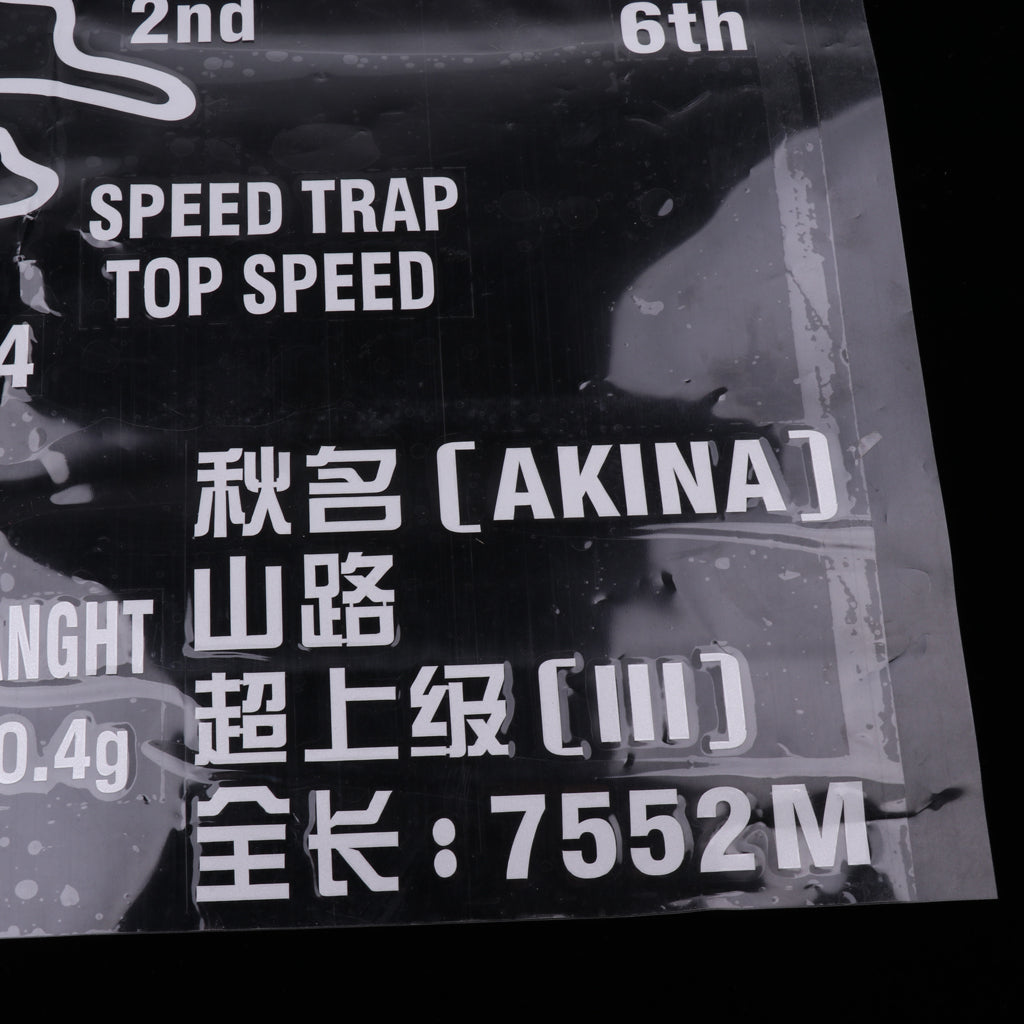 2nd
6th
SPEED TRAP
TOP SPEED
4
秋名〔AKINA〕
山路
NGHT
超上级〔III〕
0.4g
全长:7552M